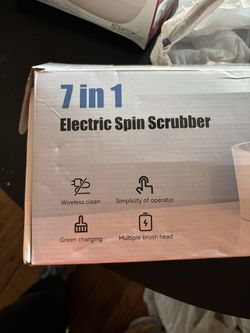 7 in 1
Electric Spin Scrubber
Wireless clean
Simplicity of operator
Green charging
Multiple brush head